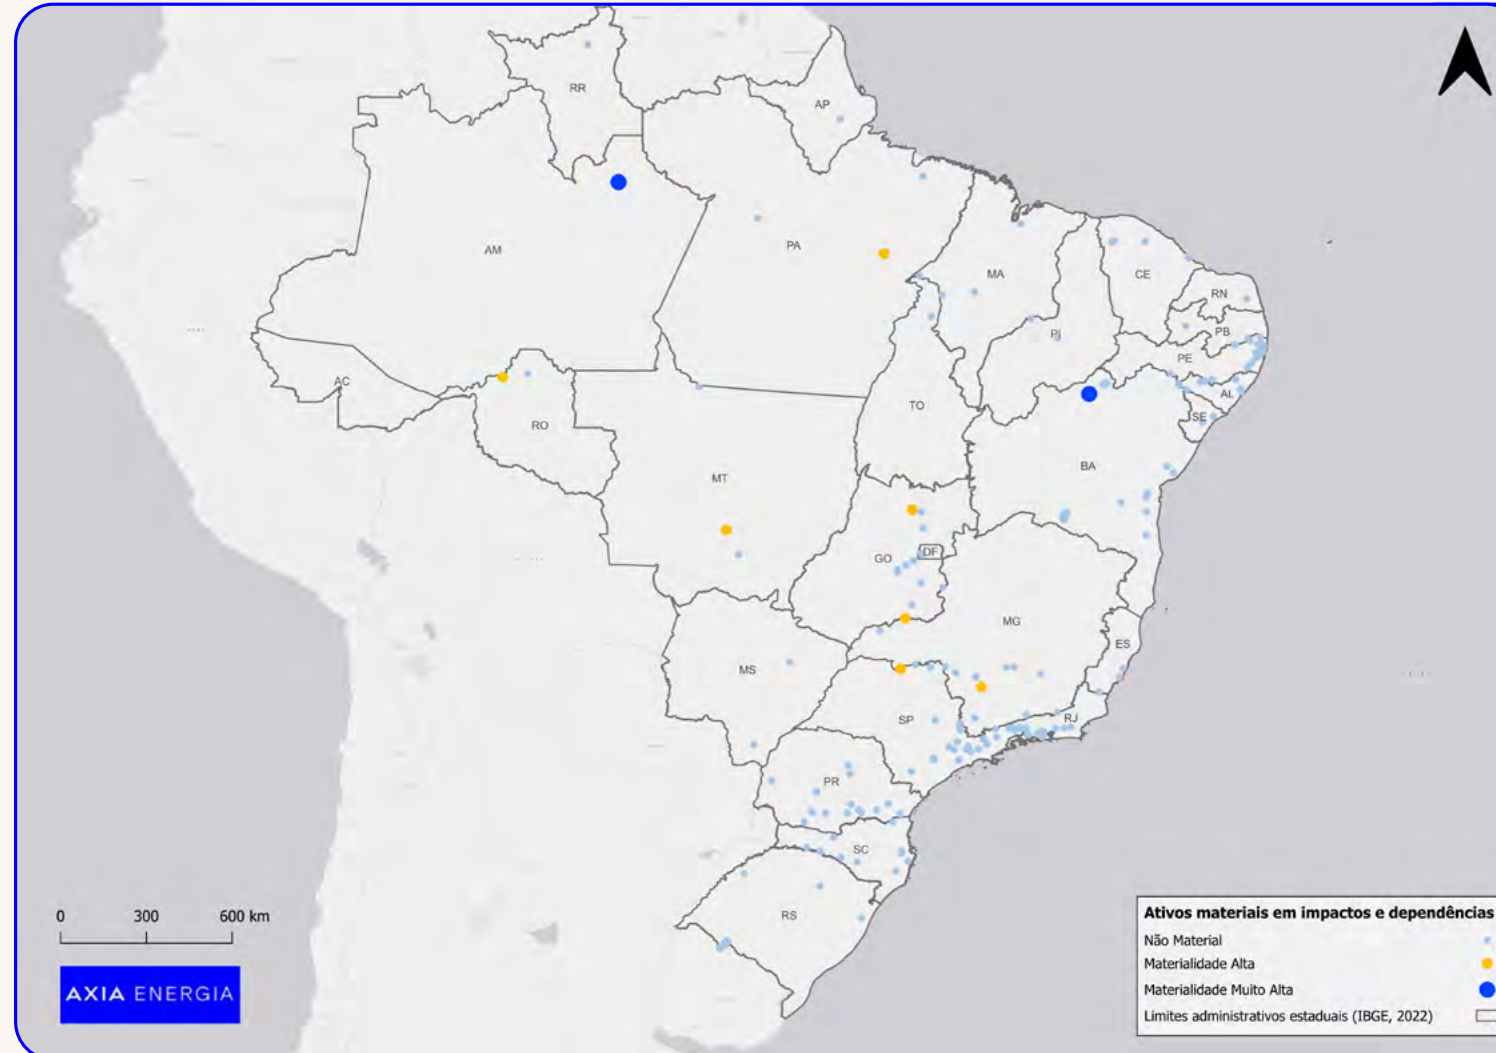 RR
AP
AM
PA
MA
CE
RN
PI
PB
PE
AC
AL
TO
SE
RO
BA
MT
DF
GO
MG
ES
MS
SP
RJ
PR
SC
RS
0 300 600 km
AXIA ENERGIA
Ativos materiais em impactos e dependências
Não Material
Materialidade Alta
Materialidade Muito Alta
Limites administrativos estaduais (IBGE, 2022)